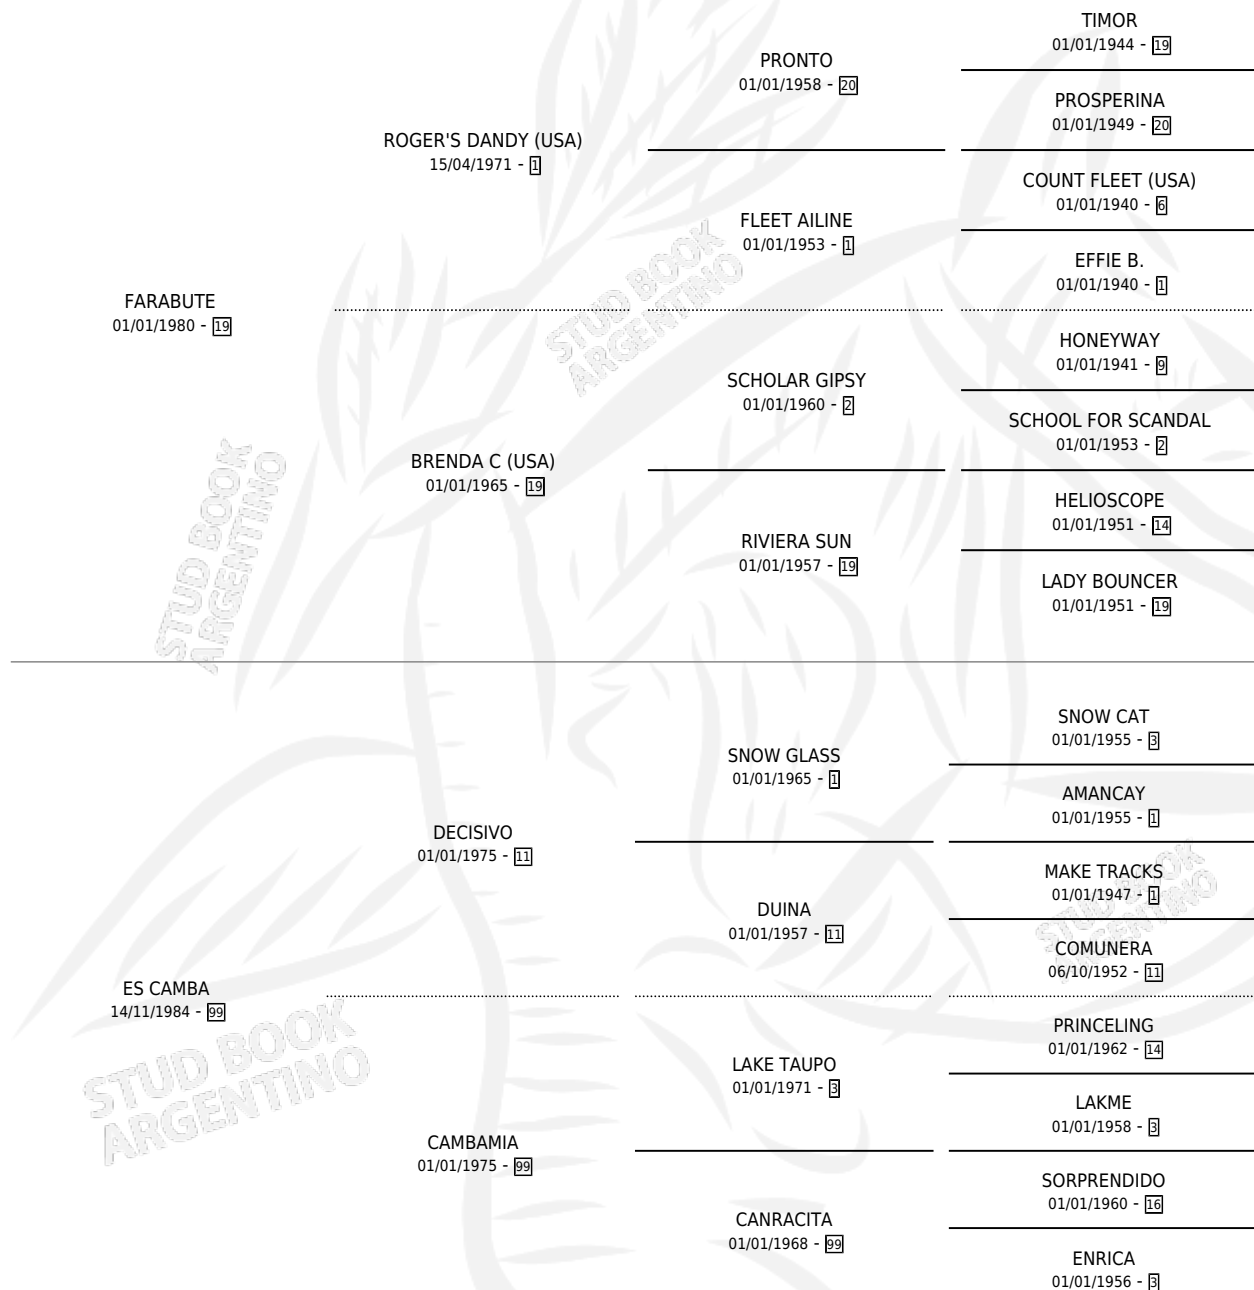 TIMOR
01/01/1944 - 19
PRONTO
01/01/1958 - 20
PROSPERINA
01/01/1949 - 20
ROGER'S DANDY (USA)
15/04/1971 - 1
COUNT FLEET (USA)
01/01/1940 - 6
FLEET AILINE
01/01/1953 - 1
EFFIE B.
01/01/1940 - 1
FARABUTE
01/01/1980 - 19
HONEYWAY
01/01/1941 - 9
SCHOLAR GIPSY
01/01/1960 - 2
SCHOOL FOR SCANDAL
01/01/1953 - 2
BRENDA C (USA)
01/01/1965 - 19
HELIOSCOPE
01/01/1951 - 14
RIVIERA SUN
01/01/1957 - 19
LADY BOUNCER
01/01/1951 - 19
STUD BOOK
ARGENTINO
STUD BOOK
ARGENTINO
SNOW CAT
01/01/1955 - 3
SNOW GLASS
01/01/1965 - 1
AMANCAY
01/01/1955 - 1
DECISIVO
01/01/1975 - 11
MAKE TRACKS
01/01/1947 - 1
DUINA
01/01/1957 - 11
COMUNERA
06/10/1952 - 11
STUD BOOK
ARGENTINO
ES CAMBA
14/11/1984 - 99
PRINCELING
01/01/1962 - 14
LAKE TAUPO
01/01/1971 - 3
LAKME
01/01/1958 - 3
STUD BOOK
ARGENTINO
CAMBAMIA
01/01/1975 - 99
SORPRENDIDO
01/01/1960 - 16
CANRACITA
01/01/1968 - 99
ENRICA
01/01/1956 - 3